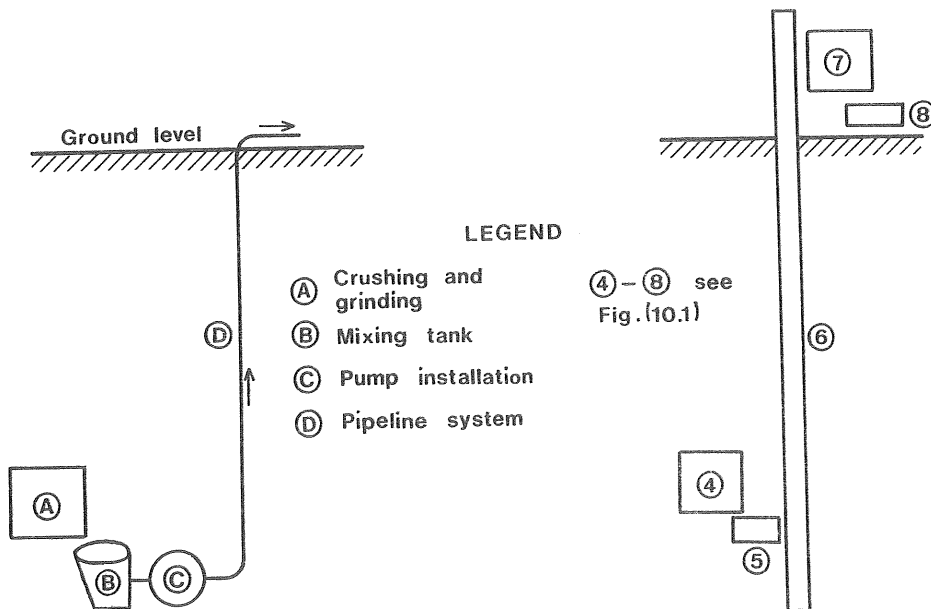 ⑦
⑧
Ground level
LEGEND
Ⓐ Crushing and
grinding
④-⑧ see
Fig.(10.1)
Ⓓ
Ⓑ Mixing tank
⑥
Ⓒ Pump installation
Ⓓ Pipeline system
Ⓐ
④
⑤
Ⓑ
Ⓒ